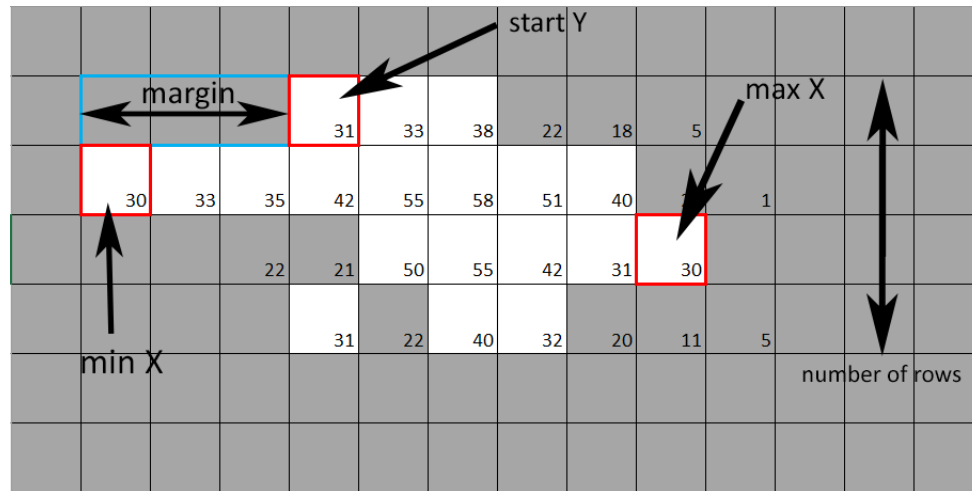 start Y
margin
max X
31 33 38 22 18 5
30 33 35 42 55 58 51 40 1
22 21 50 55 42 31 30
31 22 40 32 20 11 5
min X
number of rows